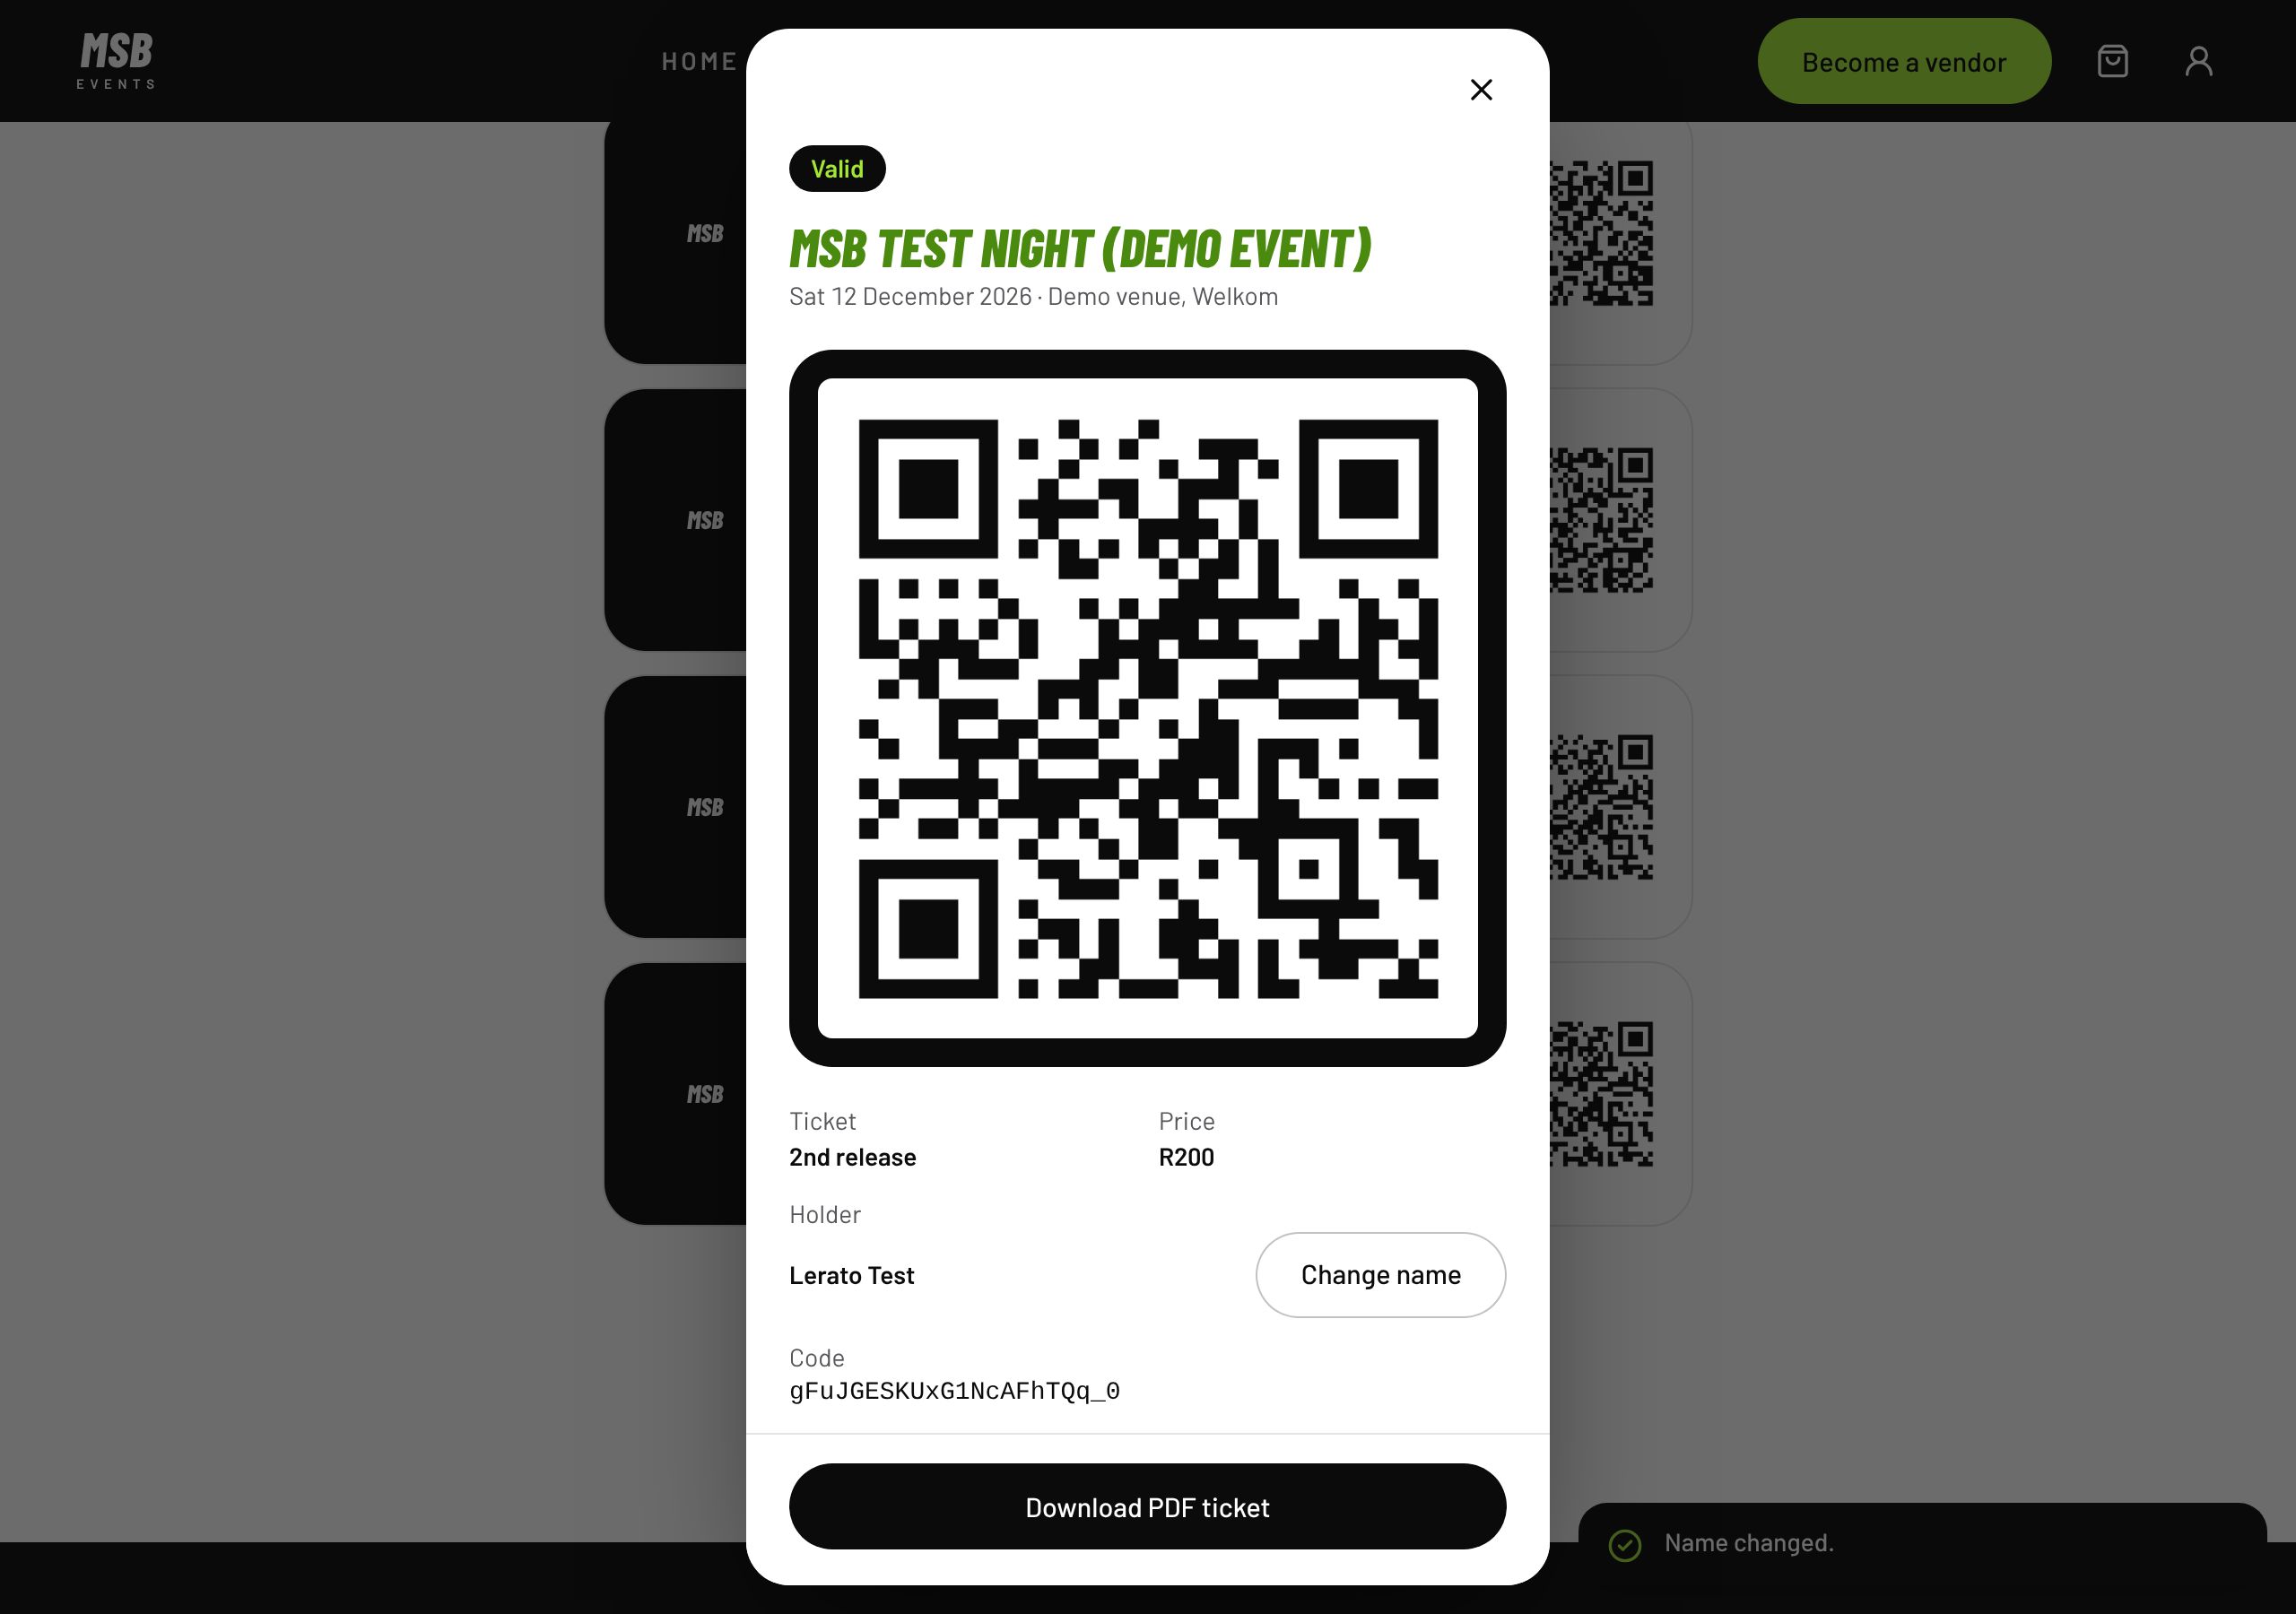 MSB
EVENTS
HOME
Become a vendor
Valid
MSB TEST NIGHT (DEMO EVENT)
Sat 12 December 2026 · Demo venue, Welkom
MSB
MSB
MSB
MSB
Ticket
2nd release
Price
R200
Holder
Lerato Test
Change name
Code
gFuJGESKUxG1NcAFhTQq_0
Download PDF ticket
Name changed.